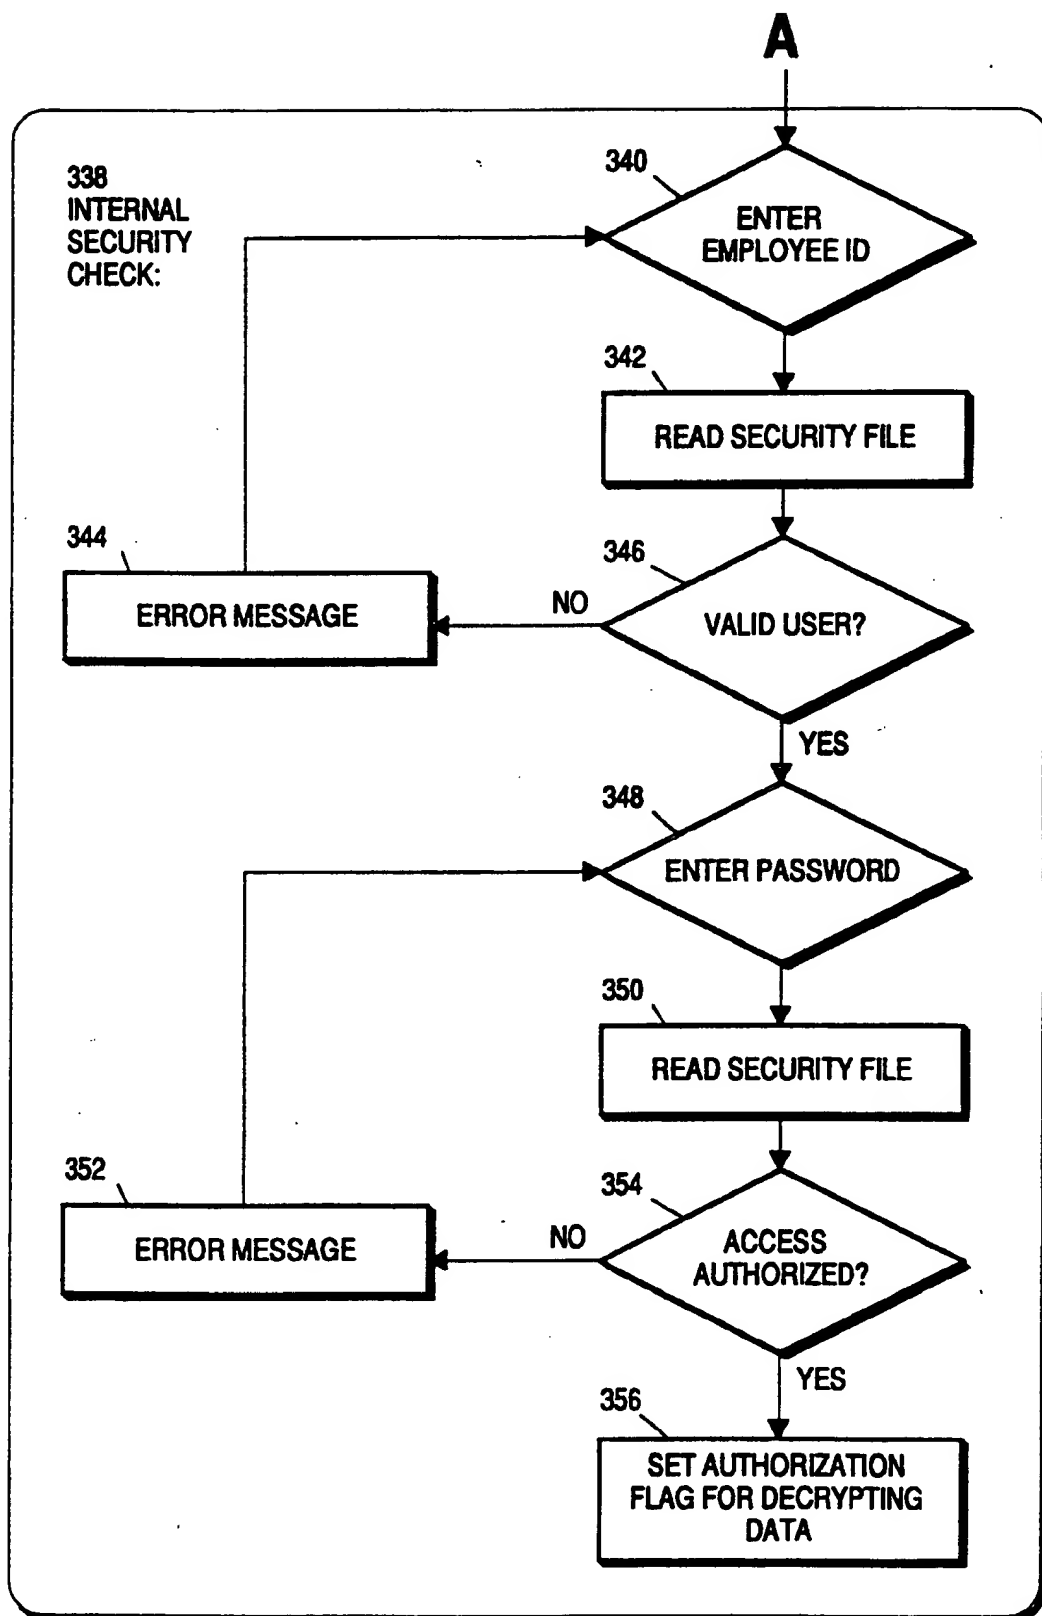 A
338
INTERNAL
SECURITY
CHECK:
340
ENTER
EMPLOYEE ID
342
READ SECURITY FILE
344
ERROR MESSAGE
NO
346
VALID USER?
YES
348
ENTER PASSWORD
350
READ SECURITY FILE
352
ERROR MESSAGE
NO
354
ACCESS
AUTHORIZED?
YES
356
SET AUTHORIZATION
FLAG FOR DECRYPTING
DATA